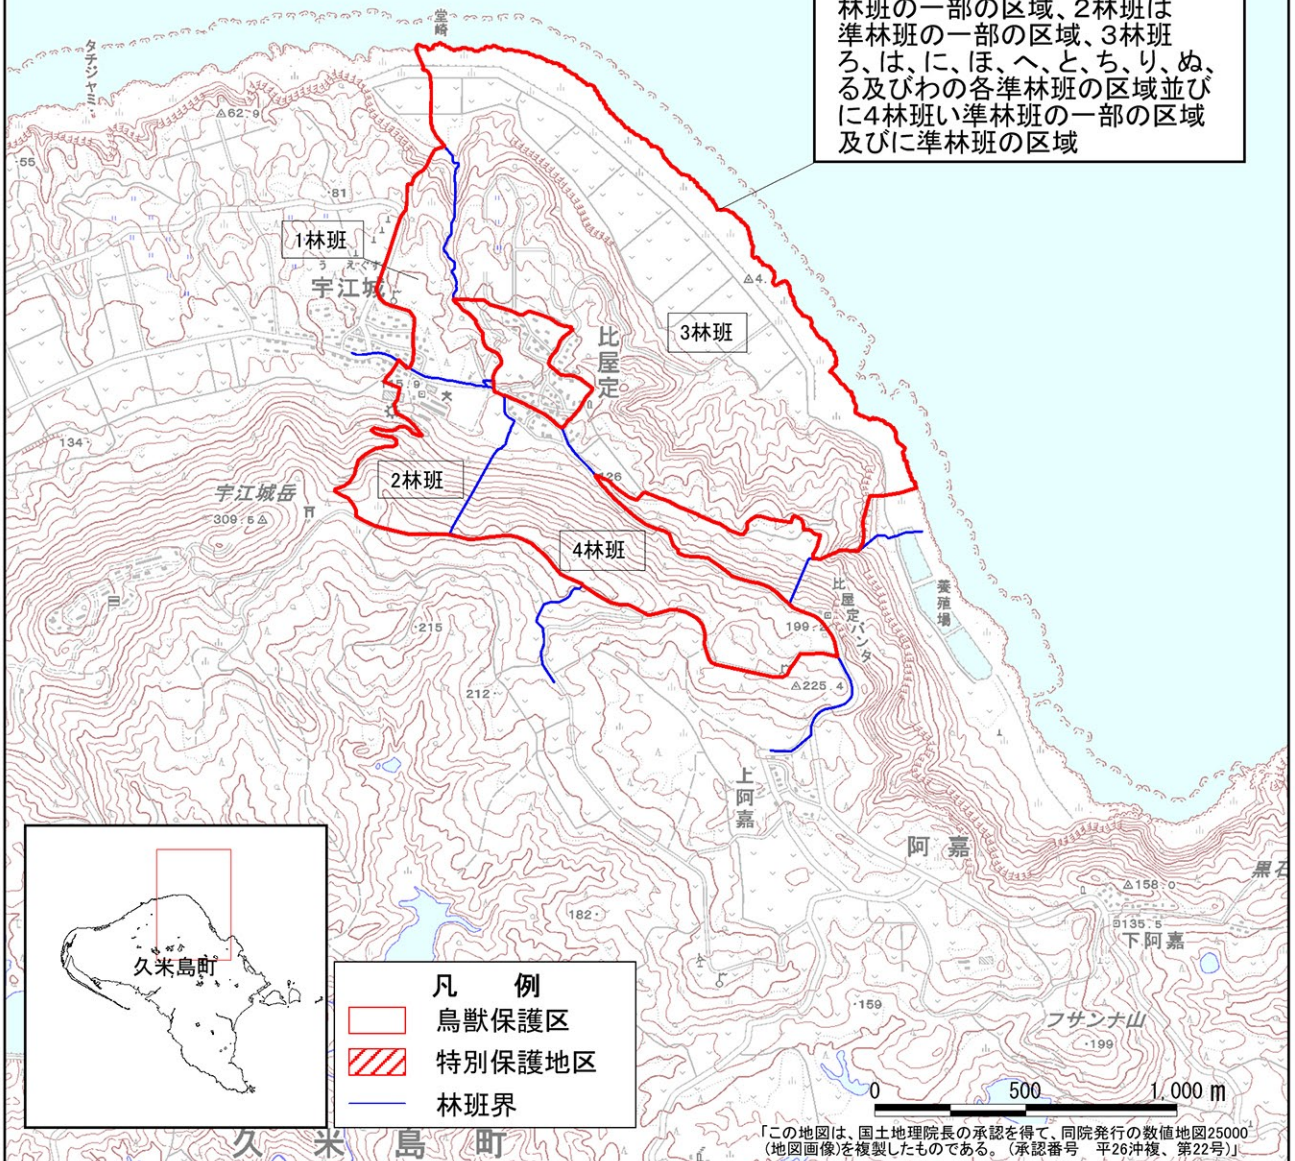 林班の一部の区域、2林班は
準林班の一部の区域、3林班
ろ、は、に、ほ、へ、と、ち、り、ぬ、
る及びわの各準林班の区域並び
に4林班い準林班の一部の区域
及びに準林班の区域
堂崎
タチジャミ
62.9
55
81
1林班
うえぐす
宇江城
4.
3林班
比屋定
15.9
134
2林班
126
宇江城岳
309.5
4林班
比屋定バンタ
養殖場
199.2
215
212
225.4
上阿嘉
阿嘉
黒石
158.0
135.5
下阿嘉
182
159
フサンナ山
199
久米島町
凡 例
鳥獣保護区
特別保護地区
林班界
0 500 1,000 m
「この地図は、国土地理院長の承認を得て、同院発行の数値地図25000
(地図画像)を複製したものである。(承認番号 平26沖複、第22号)」
久米島町